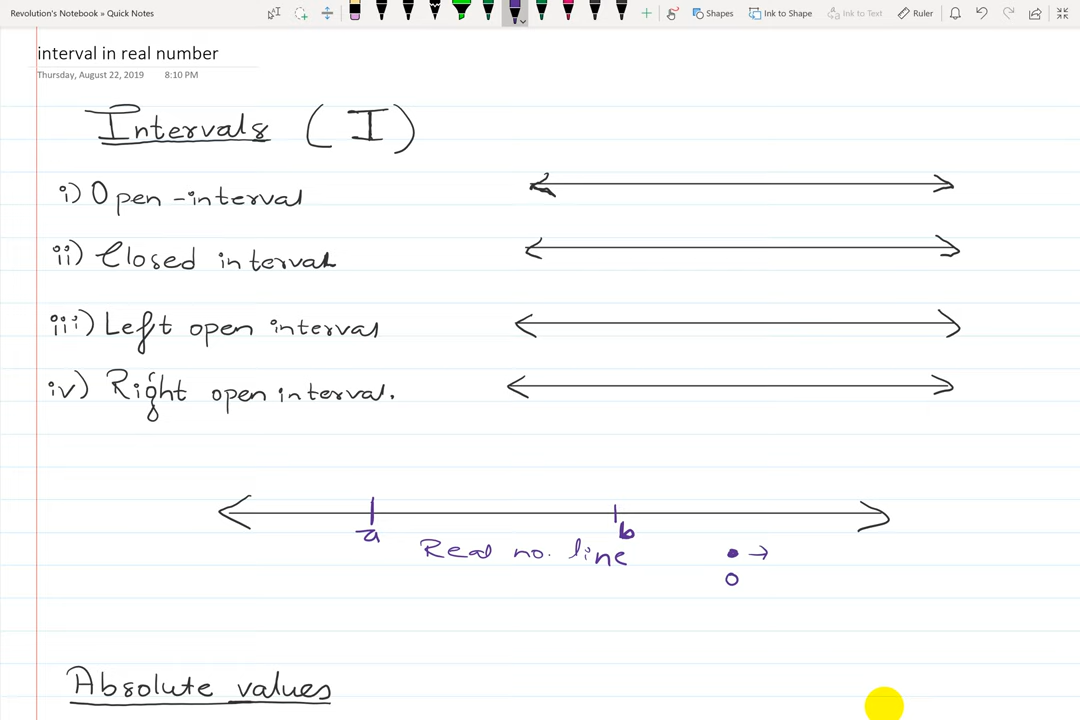 Revolution's Notebook » Quick Notes
Shapes
Ink to Shape
Ink to Text
Ruler
interval in real number
Thursday, August 22, 2019 8:10 PM
Intervals (I)
i) Open-interval
ii) Closed interval
iii) Left open interval
iv) Right open interval.
a b
Real no. line
Absolute values